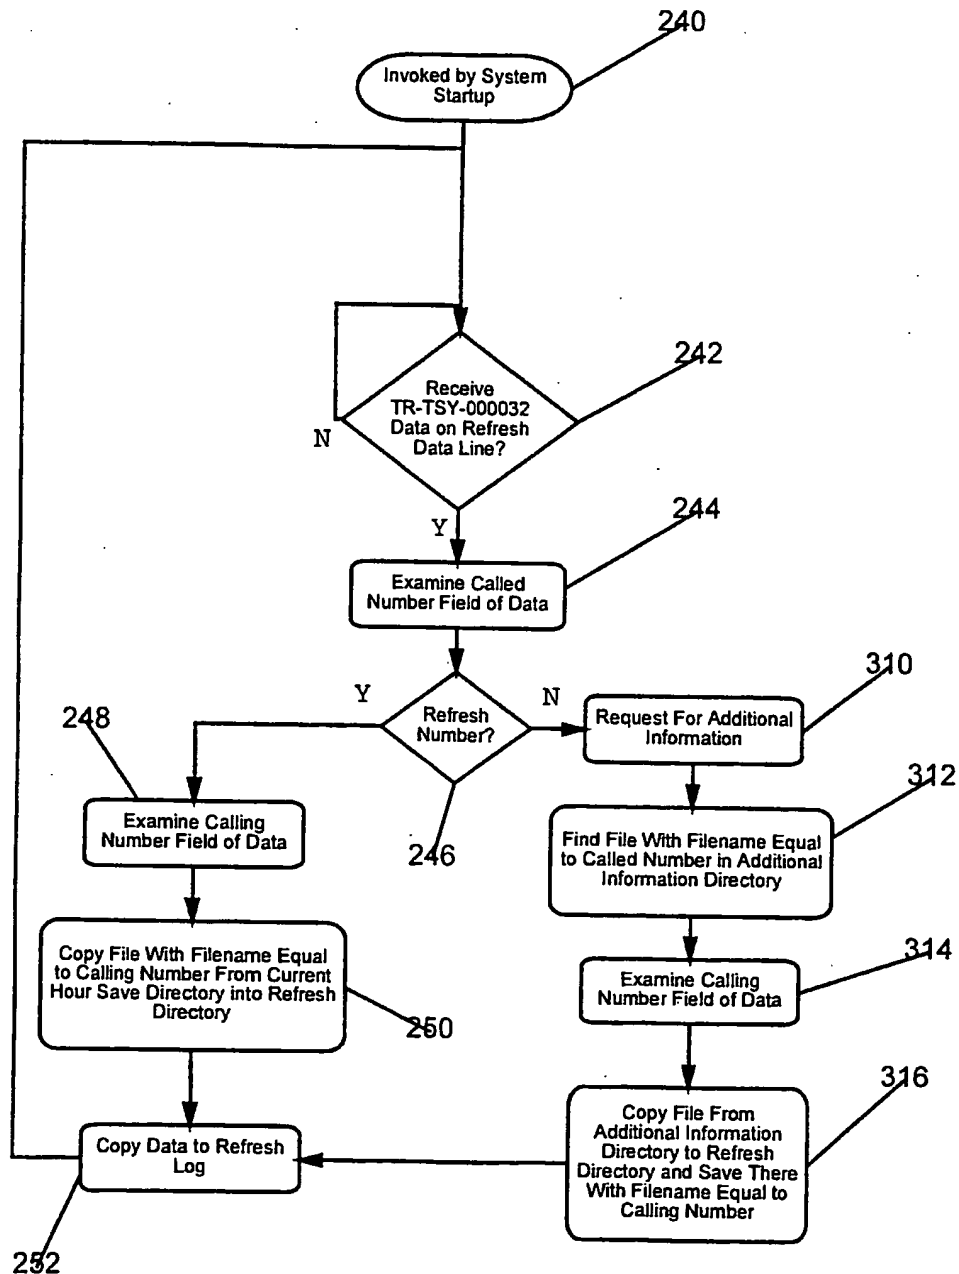 240
Invoked by System
Startup
242
Receive
TR-TSY-000032
Data on Refresh
Data Line?
N
Y
244
Examine Called
Number Field of Data
Refresh
Number?
Y
N
246
310
Request For Additional
Information
248
Examine Calling
Number Field of Data
312
Find File With Filename Equal
to Called Number in Additional
Information Directory
Copy File With Filename Equal
to Calling Number From Current
Hour Save Directory into Refresh
Directory
250
314
Examine Calling
Number Field of Data
316
Copy File From
Additional Information
Directory to Refresh
Directory and Save There
With Filename Equal to
Calling Number
Copy Data to Refresh
Log
252